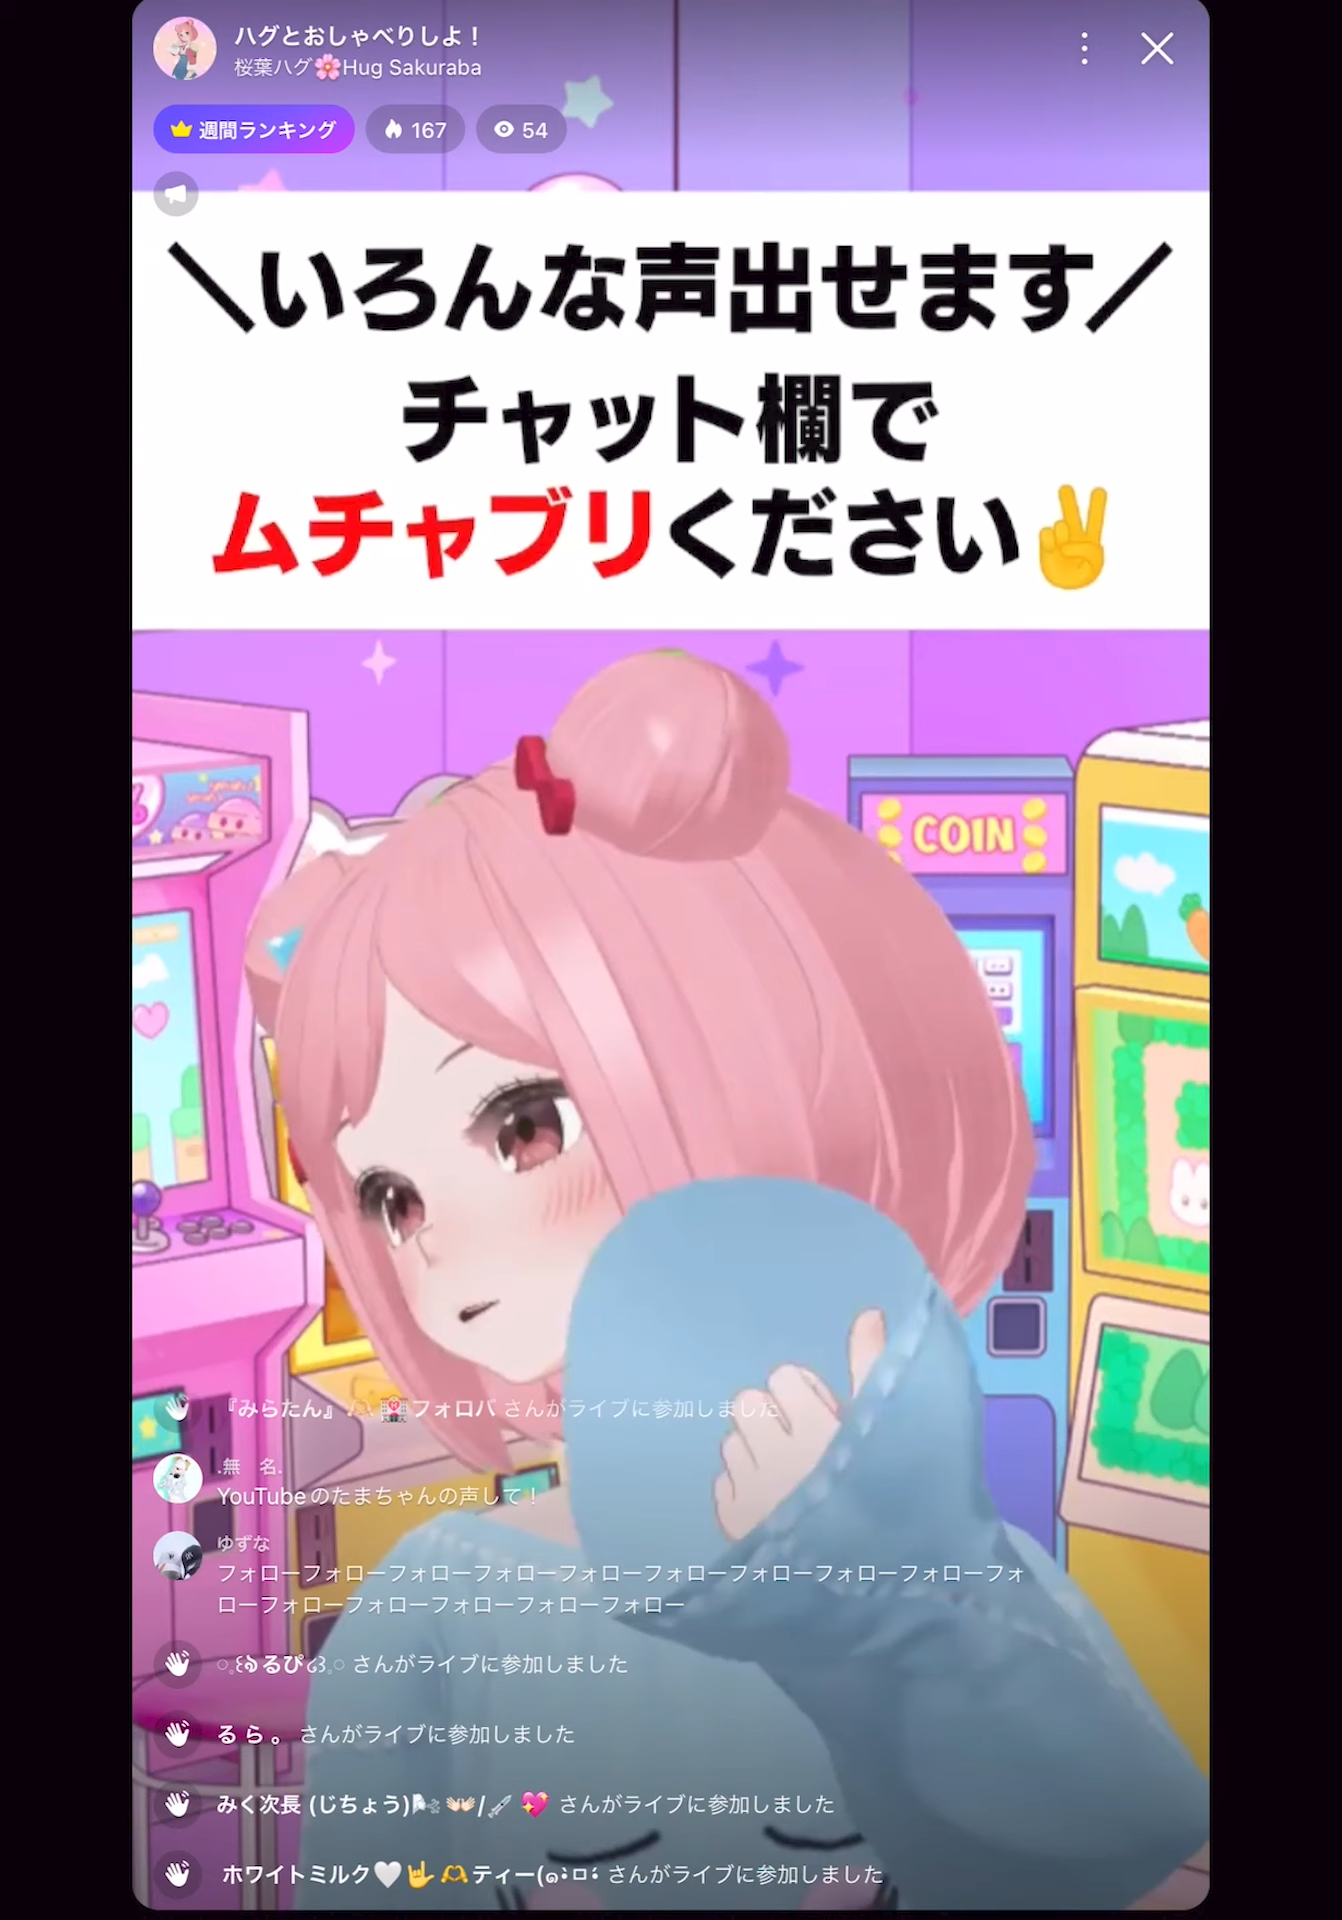 ハグとおしゃべりしよ！
桜葉ハグ🌸Hug Sakuraba
週間ランキング 167 54
＼いろんな声出せます／
チャット欄で
ムチャブリください✌️
COIN
『みらたん』🫶🏩フォロバ さんがライブに参加しました
.無　名.
YouTubeのたまちゃんの声して！
ゆずな
フォローフォローフォローフォローフォローフォローフォローフォローフォローフォ
ローフォローフォローフォローフォローフォロー
るぴ さんがライブに参加しました
る ら 。 さんがライブに参加しました
みく次長 (じちょう)🌬👐🏻/🗡 💖 さんがライブに参加しました
ホワイトミルク🤍🤟🫶ティー(๑•̀ㅁ•́ さんがライブに参加しました